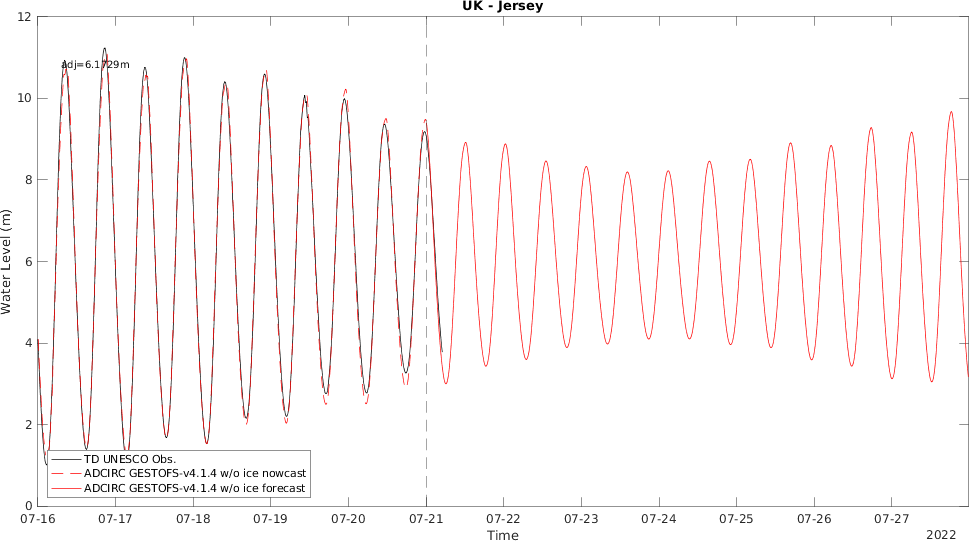 UK - Jersey
12
adj=6.1729m
10
8
6
4
2
0
Water Level (m)
TD UNESCO Obs.
ADCIRC GESTOFS-v4.1.4 w/o ice nowcast
ADCIRC GESTOFS-v4.1.4 w/o ice forecast
07-16 07-17 07-18 07-19 07-20 07-21 07-22 07-23 07-24 07-25 07-26 07-27
Time
2022